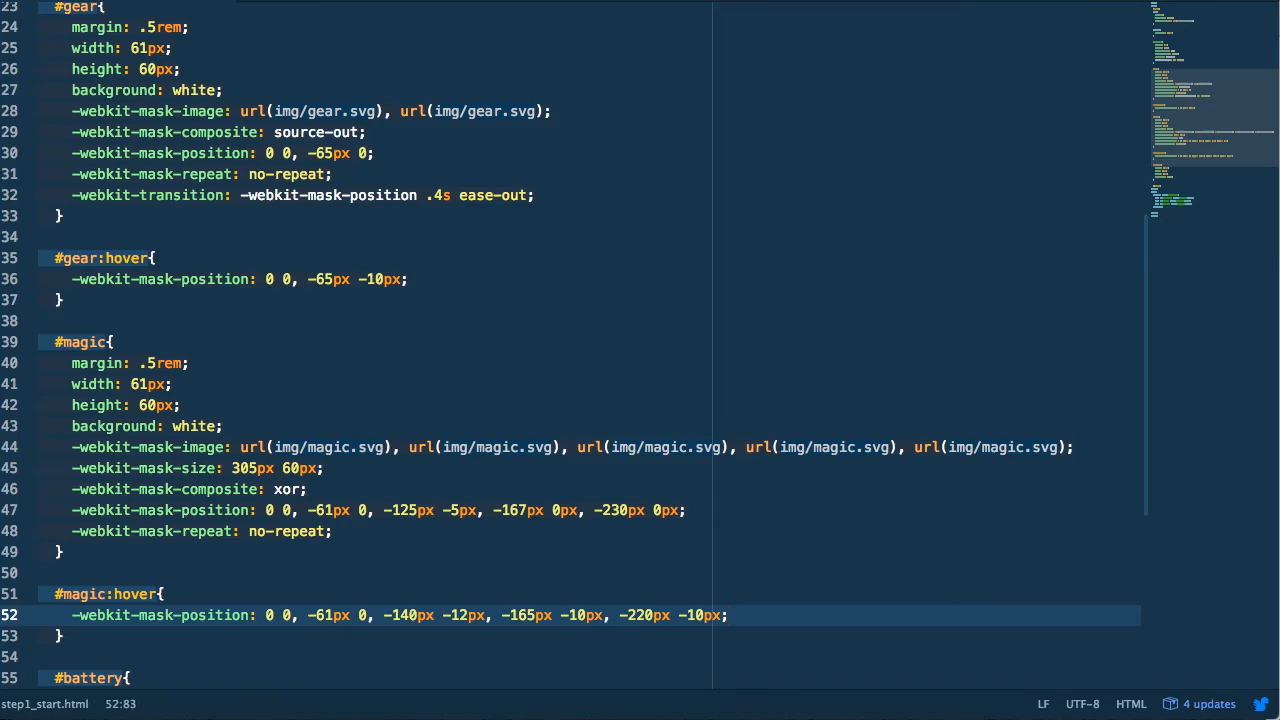 23 #gear{
24 margin: .5rem;
25 width: 61px;
26 height: 60px;
27 background: white;
28 -webkit-mask-image: url(img/gear.svg), url(img/gear.svg);
29 -webkit-mask-composite: source-out;
30 -webkit-mask-position: 0 0, -65px 0;
31 -webkit-mask-repeat: no-repeat;
32 -webkit-transition: -webkit-mask-position .4s ease-out;
33 }
34
35 #gear:hover{
36 -webkit-mask-position: 0 0, -65px -10px;
37 }
38
39 #magic{
40 margin: .5rem;
41 width: 61px;
42 height: 60px;
43 background: white;
44 -webkit-mask-image: url(img/magic.svg), url(img/magic.svg), url(img/magic.svg), url(img/magic.svg), url(img/magic.svg);
45 -webkit-mask-size: 305px 60px;
46 -webkit-mask-composite: xor;
47 -webkit-mask-position: 0 0, -61px 0, -125px -5px, -167px 0px, -230px 0px;
48 -webkit-mask-repeat: no-repeat;
49 }
50
51 #magic:hover{
52 -webkit-mask-position: 0 0, -61px 0, -140px -12px, -165px -10px, -220px -10px;
53 }
54
55 #battery{
step1_start.html 52:83 LF UTF-8 HTML 4 updates